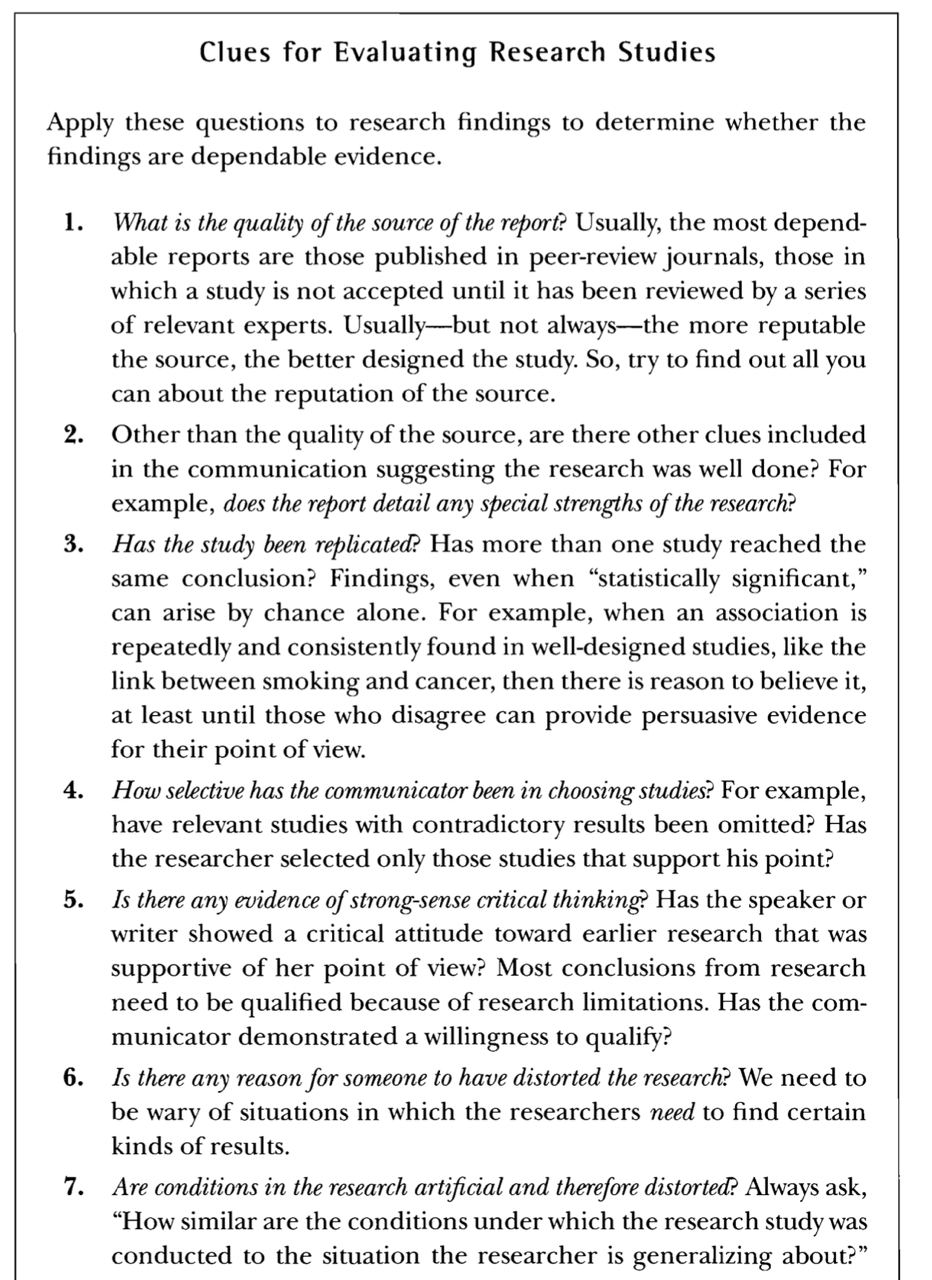 Clues for Evaluating Research Studies
Apply these questions to research findings to determine whether the
findings are dependable evidence.
1. What is the quality of the source of the report? Usually, the most depend-
able reports are those published in peer-review journals, those in
which a study is not accepted until it has been reviewed by a series
of relevant experts. Usually—but not always—the more reputable
the source, the better designed the study. So, try to find out all you
can about the reputation of the source.
2. Other than the quality of the source, are there other clues included
in the communication suggesting the research was well done? For
example, does the report detail any special strengths of the research?
3. Has the study been replicated? Has more than one study reached the
same conclusion? Findings, even when “statistically significant,”
can arise by chance alone. For example, when an association is
repeatedly and consistently found in well-designed studies, like the
link between smoking and cancer, then there is reason to believe it,
at least until those who disagree can provide persuasive evidence
for their point of view.
4. How selective has the communicator been in choosing studies? For example,
have relevant studies with contradictory results been omitted? Has
the researcher selected only those studies that support his point?
5. Is there any evidence of strong-sense critical thinking? Has the speaker or
writer showed a critical attitude toward earlier research that was
supportive of her point of view? Most conclusions from research
need to be qualified because of research limitations. Has the com-
municator demonstrated a willingness to qualify?
6. Is there any reason for someone to have distorted the research? We need to
be wary of situations in which the researchers need to find certain
kinds of results.
7. Are conditions in the research artificial and therefore distorted? Always ask,
“How similar are the conditions under which the research study was
conducted to the situation the researcher is generalizing about?”